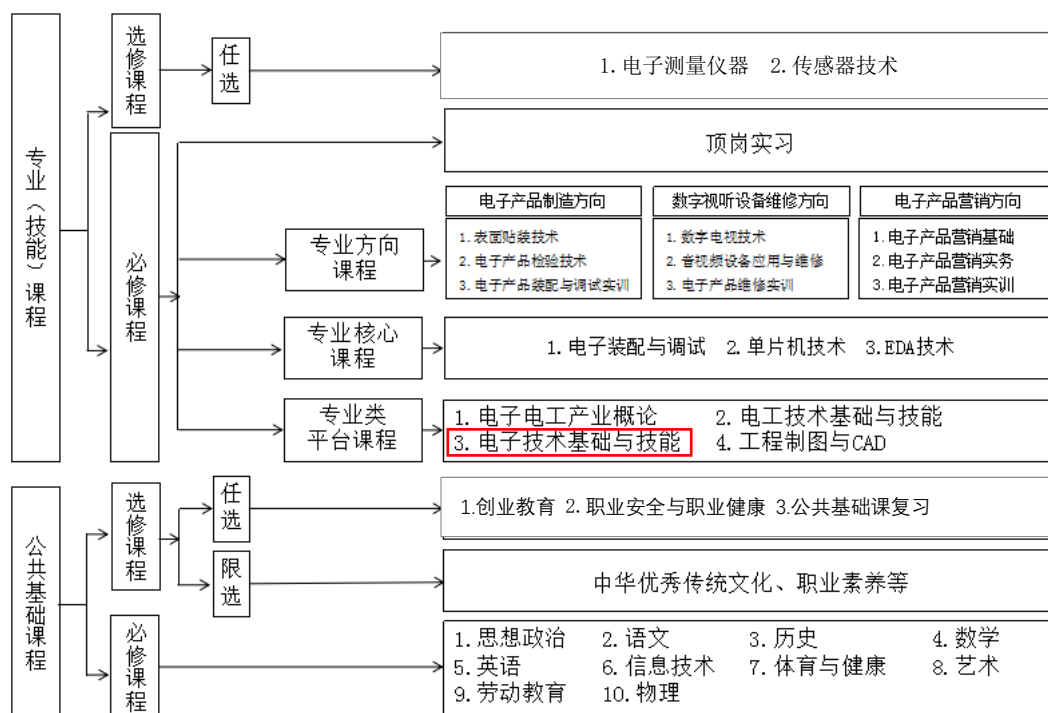 选修课程
任选
1.电子测量仪器 2.传感器技术
专业（技能）课程
必修课程
顶岗实习
专业方向
课程
电子产品制造方向
1.表面贴装技术
2.电子产品检验技术
3.电子产品装配与调试实训
数字视听设备维修方向
1.数字电视技术
2.音视频设备应用与维修
3.电子产品维修实训
电子产品营销方向
1.电子产品营销基础
2.电子产品营销实务
3.电子产品营销实训
专业核心
课程
1.电子装配与调试 2.单片机技术 3.EDA技术
专业类
平台课程
1.电子电工产业概论 2.电工技术基础与技能
3.电子技术基础与技能 4.工程制图与CAD
公共基础课程
选修课程
任选
1.创业教育 2.职业安全与职业健康 3.公共基础课复习
限选
中华优秀传统文化、职业素养等
必修课程
1.思想政治 2.语文 3.历史 4.数学
5.英语 6.信息技术 7.体育与健康 8.艺术
9.劳动教育 10.物理